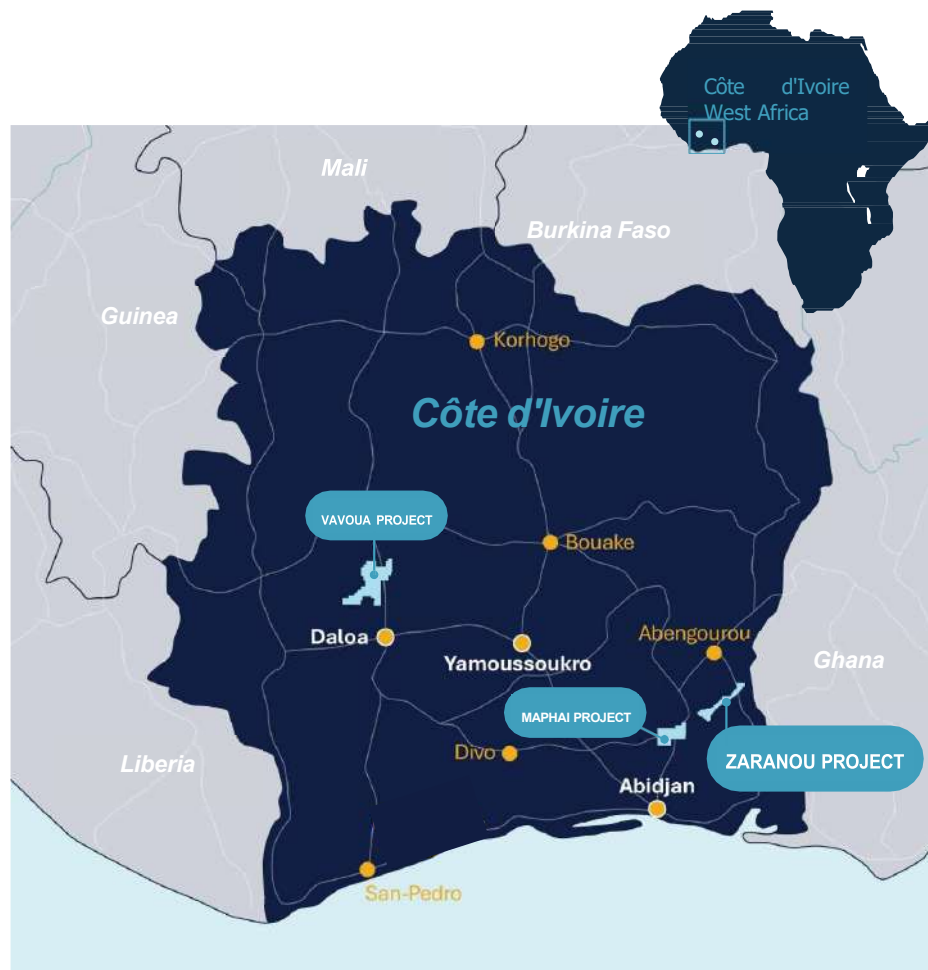 Côte d'Ivoire
West Africa
Mali
Burkina Faso
Guinea
Korhogo
Côte d'Ivoire
VAVOUA PROJECT
Bouake
Daloa
Abengourou
Yamoussoukro
Ghana
MAPHAI PROJECT
Divo
ZARANOU PROJECT
Liberia
Abidjan
San-Pedro